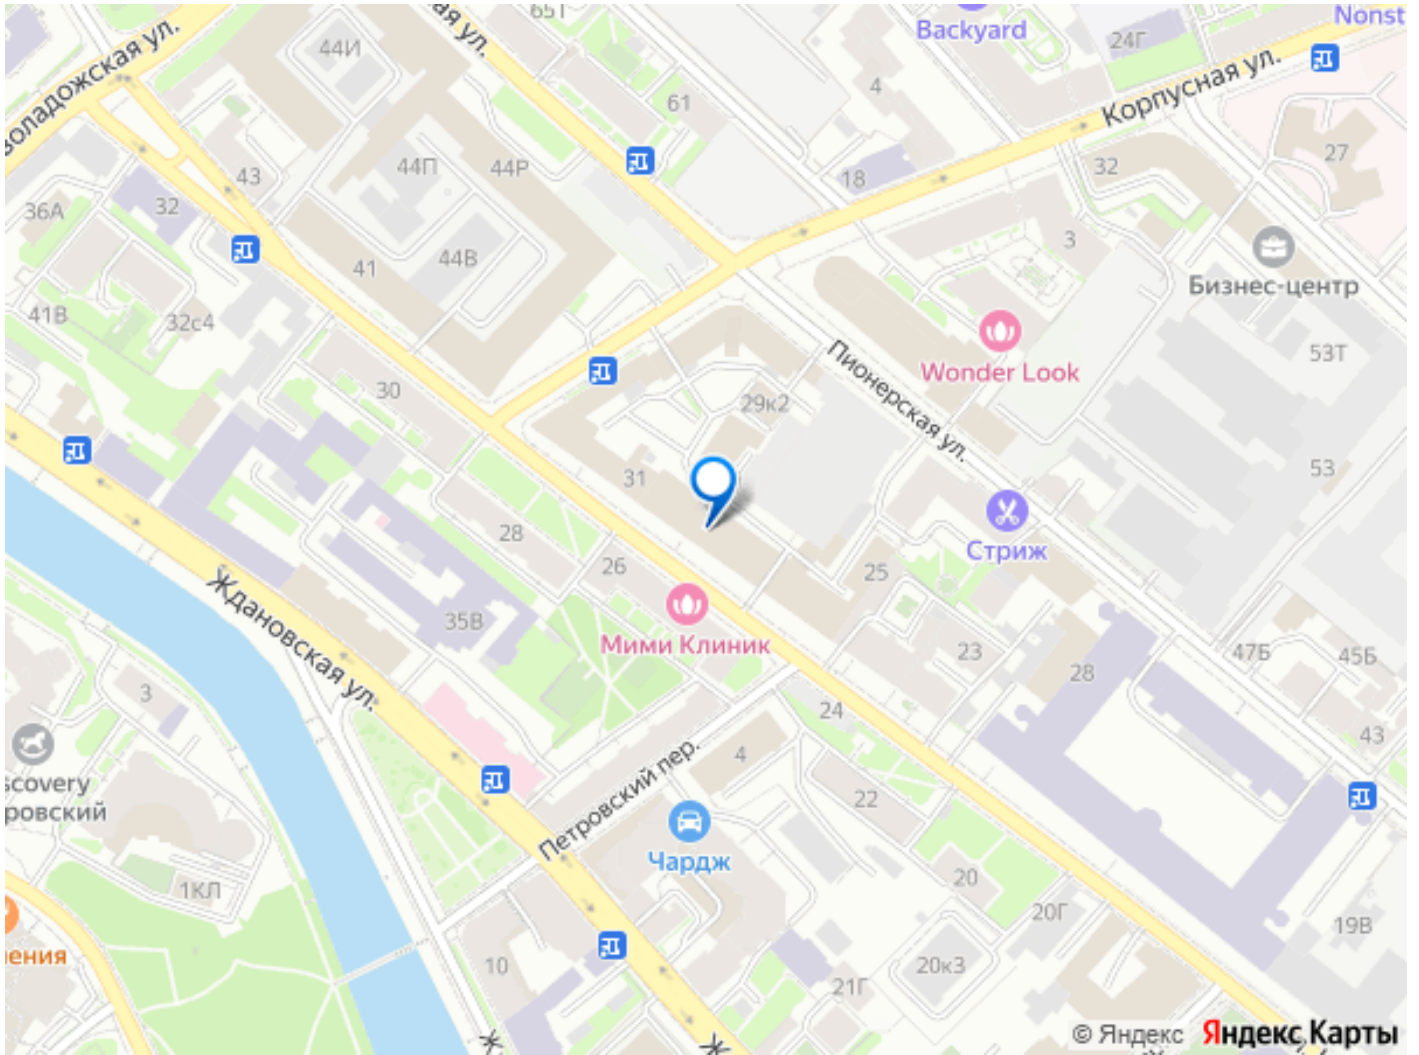 65Т
ая ул.
Backyard
Nonst
24Г
воладожская ул.
44И
4
61
Корпусная ул.
44П
44Р
43
18
32
27
36А
32
3
44В
41
Бизнес-центр
41В
32с4
Wonder Look
53Т
Пионерская ул.
30
29к2
31
53
28
Стриж
26
25
Ждановская ул.
35В
Мими Клиник
23
28
47Б
45Б
3
24
43
scovery
ровский
4
Петровский пер.
22
Чардж
1КЛ
20
20Г
19В
ения
10
20к3
21Г
Ж
Ж
© Яндекс Яндекс Карты